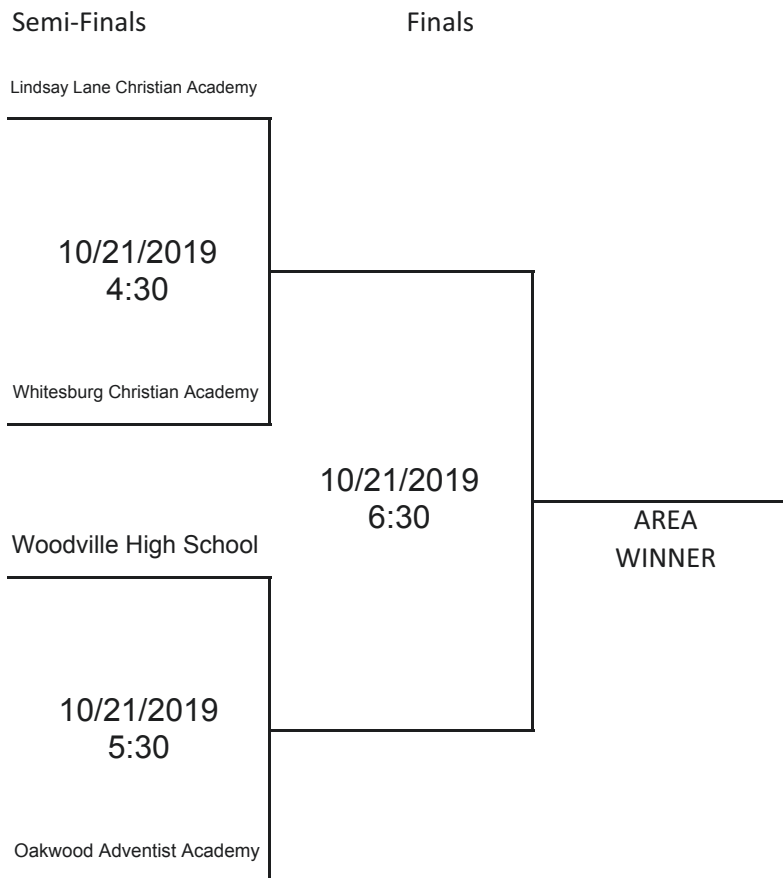 Semi-Finals
Finals
Lindsay Lane Christian Academy
10/21/2019
4:30
Whitesburg Christian Academy
10/21/2019
6:30
AREA
WINNER
Woodville High School
10/21/2019
5:30
Oakwood Adventist Academy